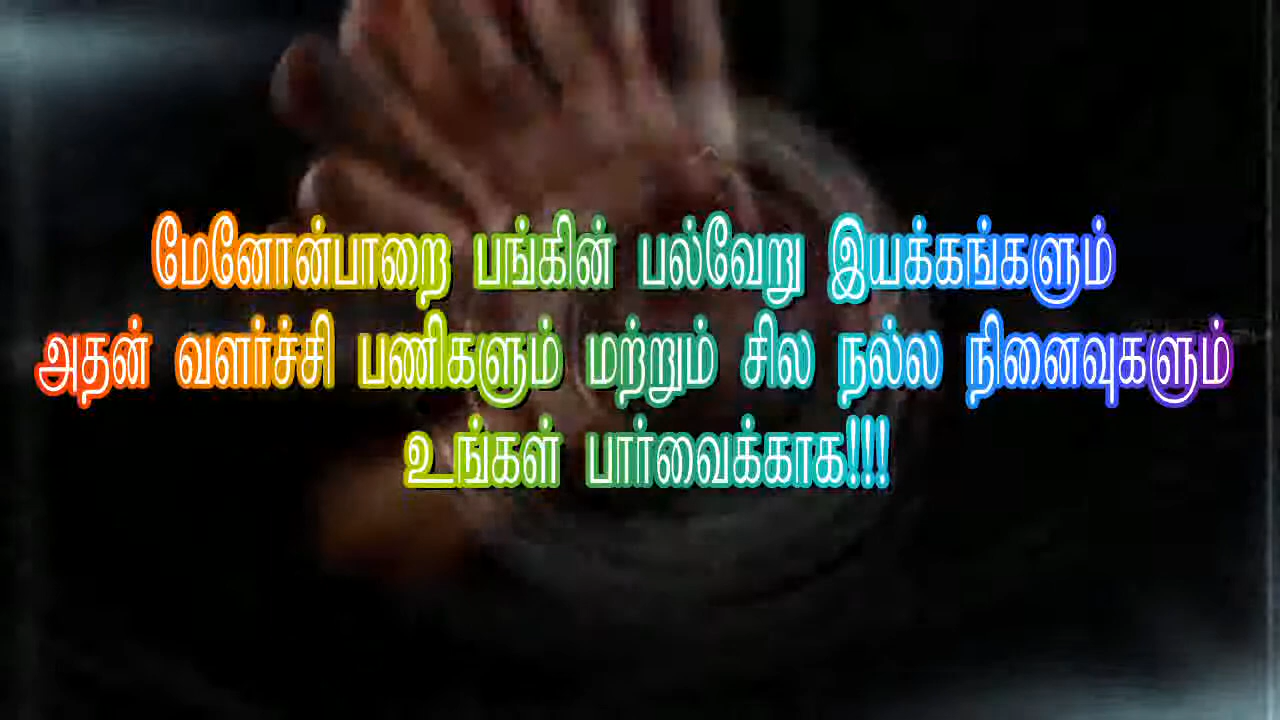 மேனோன்பாறை பங்கின் பல்வேறு இயக்கங்களும்
அதன் வளர்ச்சி பணிகளும் மற்றும் சில நல்ல நினைவுகளும்
உங்கள் பார்வைக்காக!!!